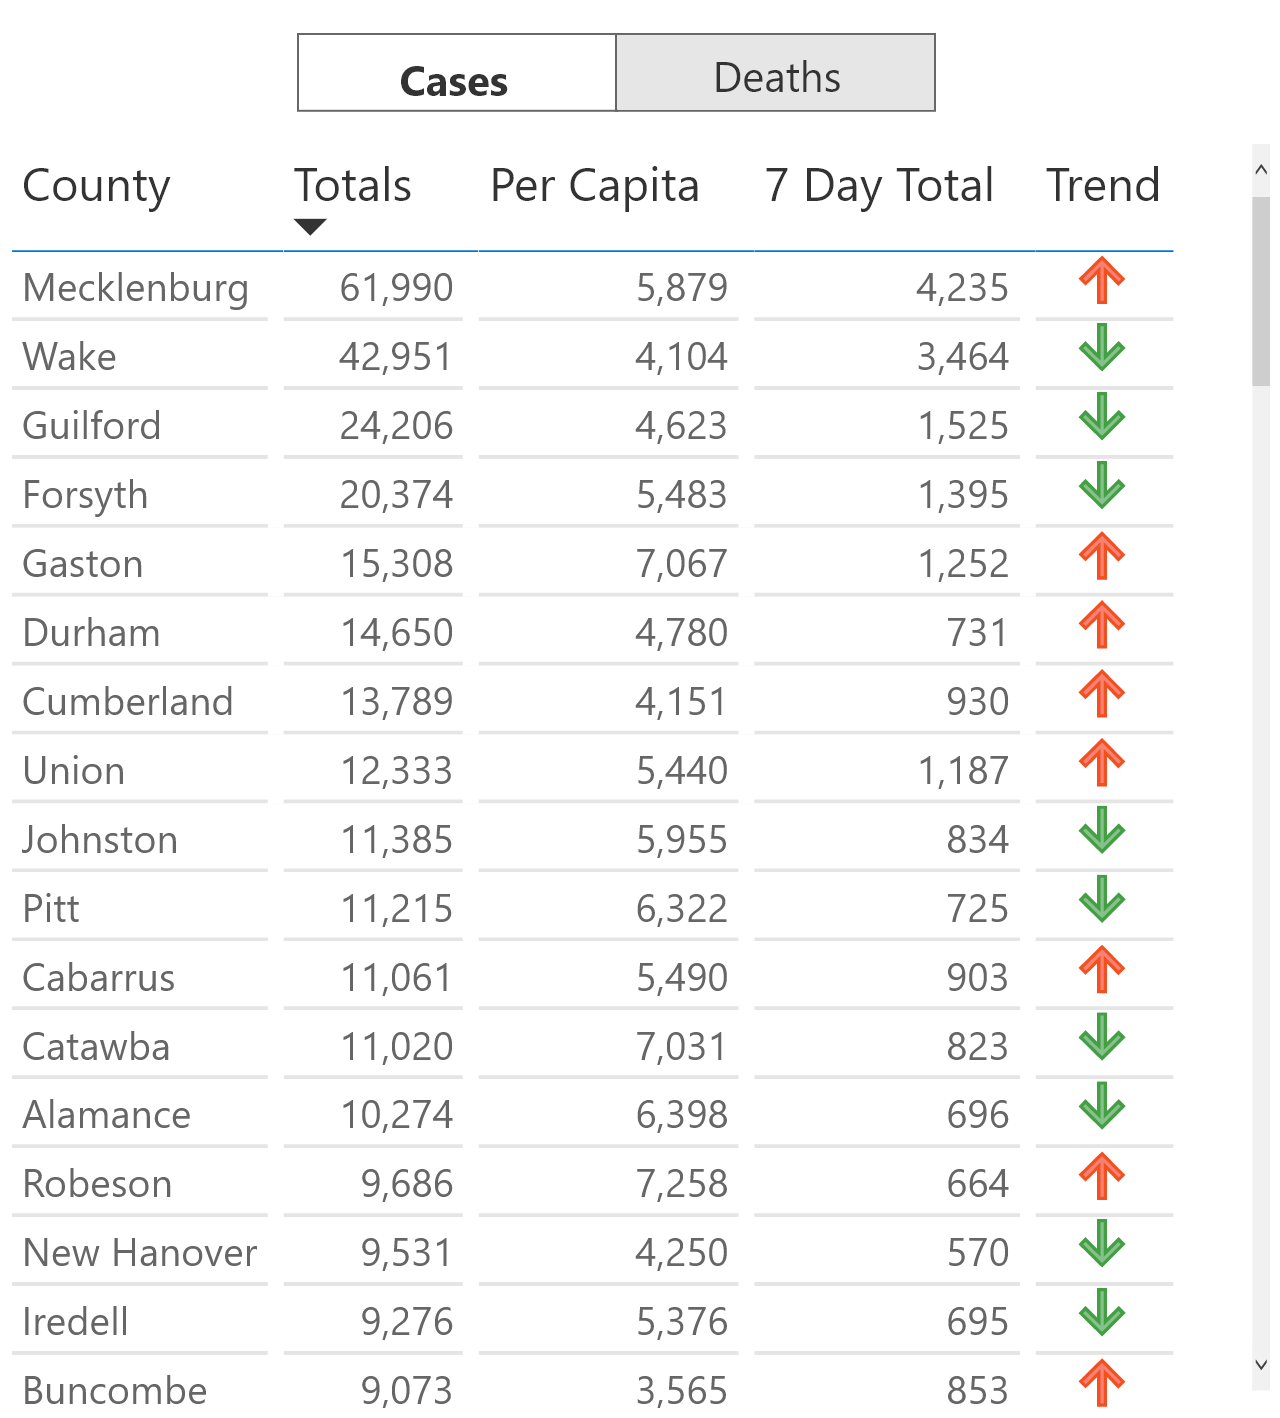 Cases Deaths
County Totals Per Capita 7 Day Total Trend
Mecklenburg 61,990 5,879 4,235
Wake 42,951 4,104 3,464
Guilford 24,206 4,623 1,525
Forsyth 20,374 5,483 1,395
Gaston 15,308 7,067 1,252
Durham 14,650 4,780 731
Cumberland 13,789 4,151 930
Union 12,333 5,440 1,187
Johnston 11,385 5,955 834
Pitt 11,215 6,322 725
Cabarrus 11,061 5,490 903
Catawba 11,020 7,031 823
Alamance 10,274 6,398 696
Robeson 9,686 7,258 664
New Hanover 9,531 4,250 570
Iredell 9,276 5,376 695
Buncombe 9,073 3,565 853